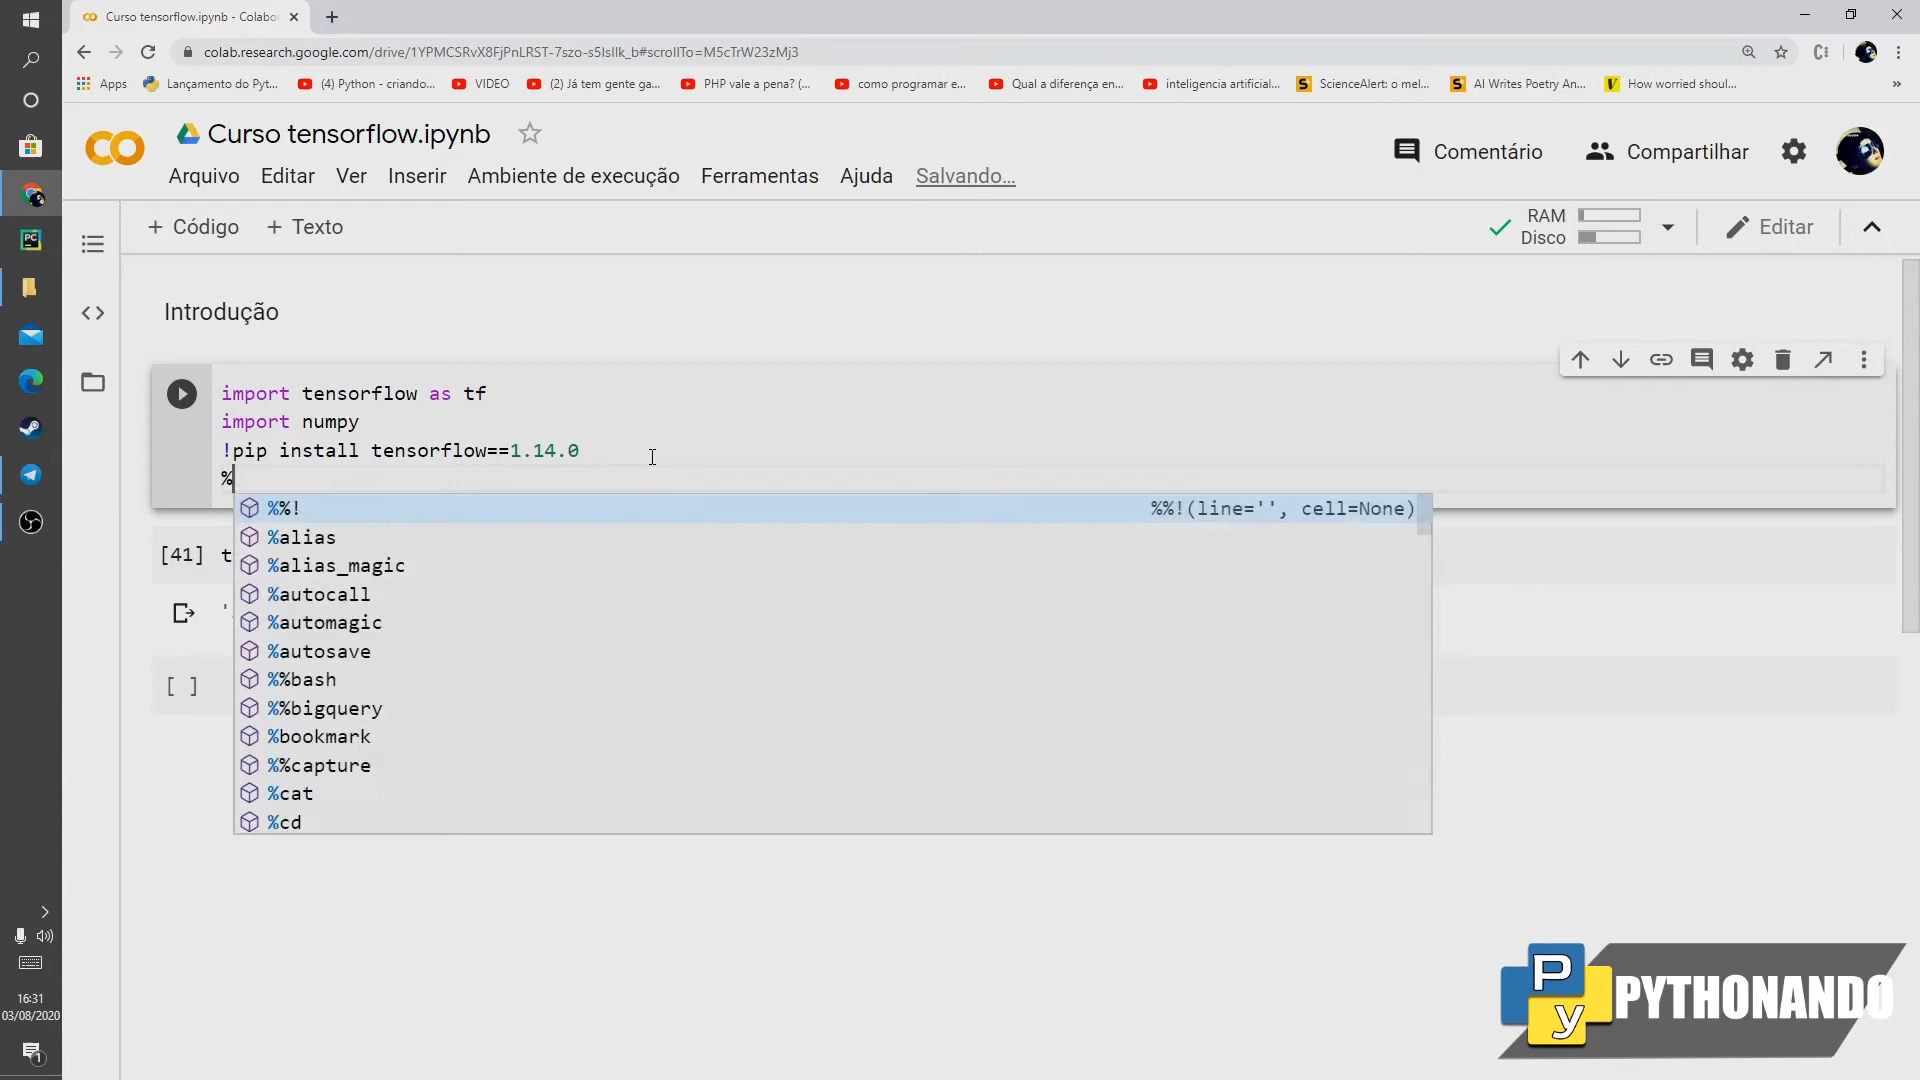 Curso tensorflow.ipynb - Colabo
colab.research.google.com/drive/1YPMCSRvX8FjPnLRST-7szo-s5IsIlk_b#scrollTo=M5cTrW23zMj3
Apps
Lançamento do Pyt...
(4) Python - criando...
VIDEO
(2) Já tem gente ga...
PHP vale a pena? (...
como programar e...
Qual a diferença en...
inteligencia artificial...
ScienceAlert: o mel...
AI Writes Poetry An...
How worried shoul...
Curso tensorflow.ipynb
Comentário
Compartilhar
Arquivo Editar Ver Inserir Ambiente de execução Ferramentas Ajuda Salvando...
+ Código + Texto
RAM
Disco
Editar
Introdução
import tensorflow as tf
import numpy
!pip install tensorflow==1.14.0
%
%%! %%!(line='', cell=None)
%alias
[41] t
%alias_magic
%autocall
'
%automagic
%autosave
%%bash
[ ]
%%bigquery
%bookmark
%%capture
%cat
%cd
16:31
03/08/2020
1
Py
PYTHONANDO